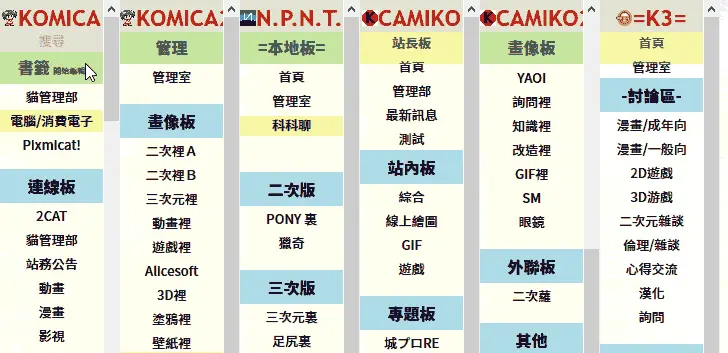 KOMICA
搜尋
書籤 開始編輯
貓管理部
電腦/消費電子
Pixmicat!
連線板
2CAT
貓管理部
站務公告
動畫
漫畫
影視
KOMICA2
管理
管理室
畫像板
二次裡A
二次裡B
三次元裡
動畫裡
遊戲裡
Alicesoft
3D裡
塗鴉裡
壁紙裡
N.P.N.T.
=本地板=
首頁
管理室
科科聊
二次版
PONY 裏
獵奇
三次版
三次元裏
足尻裏
CAMIKO
站長板
首頁
管理部
最新訊息
測試
站內板
綜合
線上繪圖
GIF
遊戲
專題板
城プロRE
CAMIKO2
畫像板
YAOI
詢問裡
知識裡
改造裡
GIF裡
SM
眼鏡
外聯板
二次蘿
其他
=K3=
首頁
管理室
-討論區-
漫畫/成年向
漫畫/一般向
2D遊戲
3D游戲
二次元雜談
倫理/雜談
心得交流
漢化
詢問